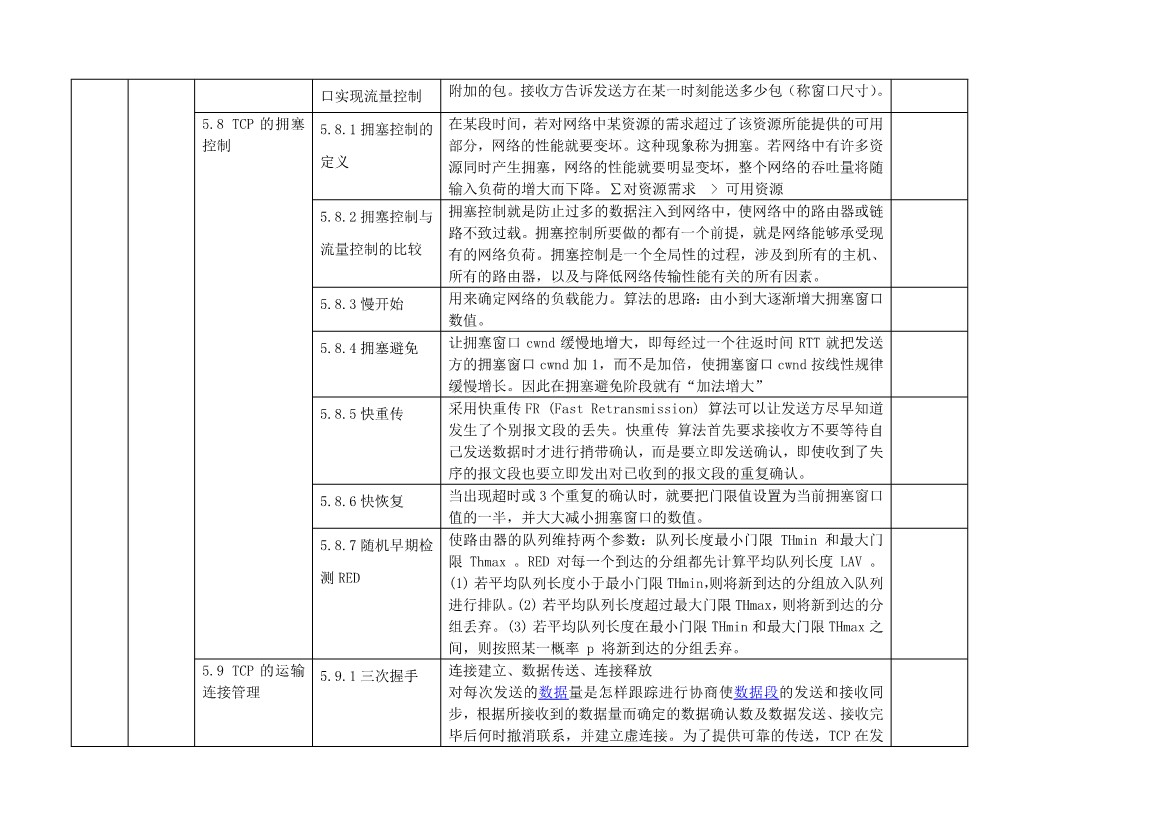 口实现流量控制
附加的包。接收方告诉发送方在某一时刻能送多少包（称窗口尺寸）。
5.8 TCP 的拥塞
控制
5.8.1 拥塞控制的
定义
在某段时间，若对网络中某资源的需求超过了该资源所能提供的可用
部分，网络的性能就要变坏。这种现象称为拥塞。若网络中有许多资
源同时产生拥塞，网络的性能就要明显变坏，整个网络的吞吐量将随
输入负荷的增大而下降。∑对资源需求 > 可用资源
5.8.2 拥塞控制与
流量控制的比较
拥塞控制就是防止过多的数据注入到网络中，使网络中的路由器或链
路不致过载。拥塞控制所要做的都有一个前提，就是网络能够承受现
有的网络负荷。拥塞控制是一个全局性的过程，涉及到所有的主机、
所有的路由器，以及与降低网络传输性能有关的所有因素。
5.8.3 慢开始
用来确定网络的负载能力。算法的思路：由小到大逐渐增大拥塞窗口
数值。
5.8.4 拥塞避免
让拥塞窗口 cwnd 缓慢地增大，即每经过一个往返时间 RTT 就把发送
方的拥塞窗口 cwnd 加 1，而不是加倍，使拥塞窗口 cwnd 按线性规律
缓慢增长。因此在拥塞避免阶段就有“加法增大”
5.8.5 快重传
采用快重传 FR (Fast Retransmission) 算法可以让发送方尽早知道
发生了个别报文段的丢失。快重传 算法首先要求接收方不要等待自
己发送数据时才进行捎带确认，而是要立即发送确认，即使收到了失
序的报文段也要立即发出对已收到的报文段的重复确认。
5.8.6 快恢复
当出现超时或 3 个重复的确认时，就要把门限值设置为当前拥塞窗口
值的一半，并大大减小拥塞窗口的数值。
5.8.7 随机早期检
测 RED
使路由器的队列维持两个参数：队列长度最小门限 THmin 和最大门
限 Thmax 。RED 对每一个到达的分组都先计算平均队列长度 LAV 。
(1) 若平均队列长度小于最小门限 THmin,则将新到达的分组放入队列
进行排队。(2) 若平均队列长度超过最大门限 THmax，则将新到达的分
组丢弃。(3) 若平均队列长度在最小门限 THmin 和最大门限 THmax 之
间，则按照某一概率 p 将新到达的分组丢弃。
5.9 TCP 的运输
连接管理
5.9.1 三次握手
连接建立、数据传送、连接释放
对每次发送的数据量是怎样跟踪进行协商使数据段的发送和接收同
步，根据所接收到的数据量而确定的数据确认数及数据发送、接收完
毕后何时撤消联系，并建立虚连接。为了提供可靠的传送，TCP 在发